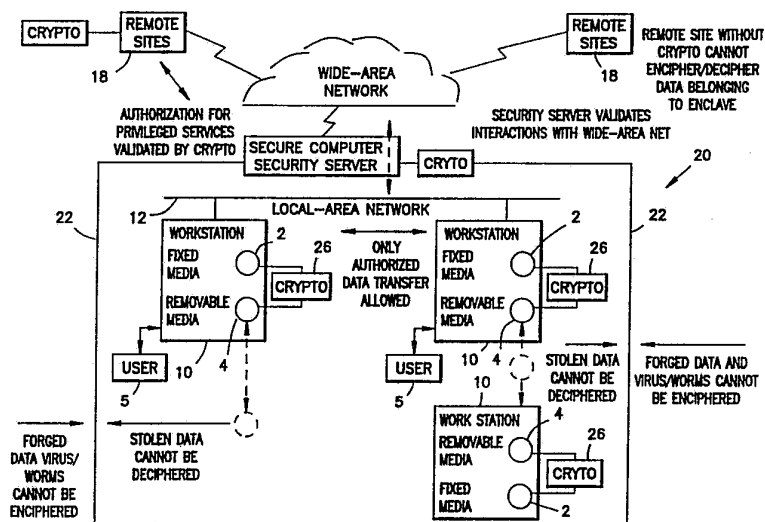 CRYPTO
REMOTE
SITES
18
WIDE-AREA
NETWORK
REMOTE
SITES
18
REMOTE SITE WITHOUT
CRYPTO CANNOT
ENCIPHER/DECIPHER
DATA BELONGING
TO ENCLAVE
AUTHORIZATION FOR
PRIVILEGED SERVICES
VALIDATED BY CRYPTO
SECURITY SERVER VALIDATES
INTERACTIONS WITH WIDE-AREA NET
SECURE COMPUTER
SECURITY SERVER
CRYTO
20
12
LOCAL-AREA NETWORK
22
22
WORKSTATION
2
FIXED
MEDIA
26
CRYPTO
REMOVABLE
MEDIA
4
10
USER
5
ONLY
AUTHORIZED
DATA TRANSFER
ALLOWED
WORKSTATION
2
FIXED
MEDIA
26
CRYPTO
REMOVABLE
MEDIA
4
10
USER
5
STOLEN DATA
CANNOT BE
DECIPHERED
FORGED DATA AND
VIRUS/WORMS CANNOT
BE ENCIPHERED
FORGED
DATA VIRUS/
WORMS
CANNOT BE
ENCIPHERED
STOLEN DATA
CANNOT BE
DECIPHERED
10
WORK STATION
4
REMOVABLE
MEDIA
26
CRYTO
FIXED
MEDIA
2